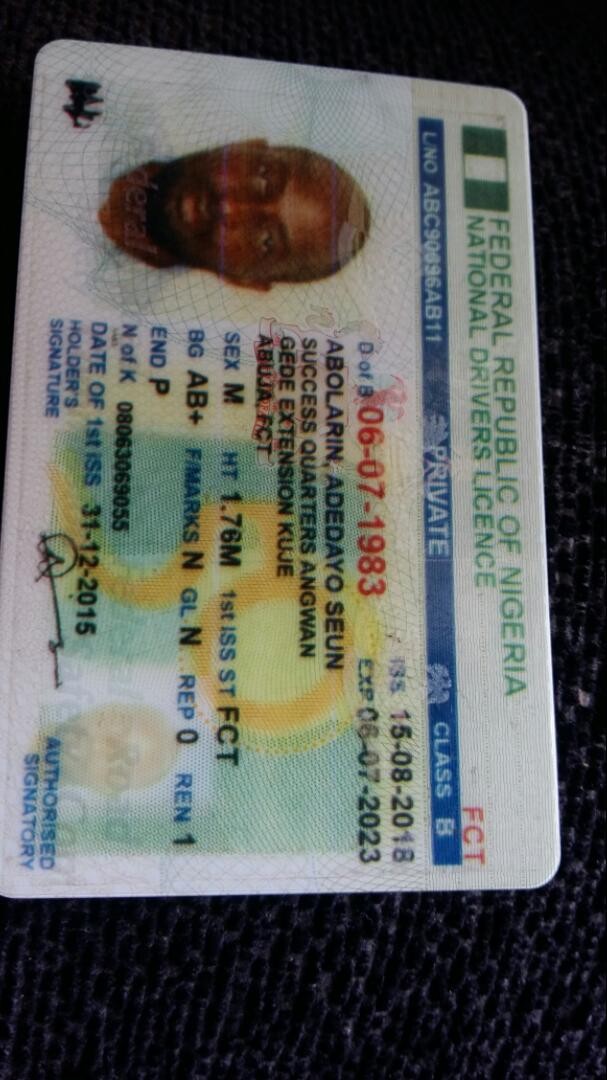 FEDERAL REPUBLIC OF NIGERIA
NATIONAL DRIVERS LICENCE
FCT
L/NO ABC90696AB11 PRIVATE CLASS B
D of B 06-07-1983
ISS 15-08-2018
EXP 06-07-2023
ABOLARIN, ADEDAYO SEUN
SUCCESS QUARTERS ANGWAN
GEDE EXTENSION KUJE
ABUJA FCT
SEX M HT 1.76M 1st ISS ST FCT
BG AB+ F/MARKS N GL N REP 0 REN 1
END P
N of K 08063069055
DATE OF 1st ISS 31-12-2015
HOLDER'S
SIGNATURE
AUTHORISED
SIGNATORY